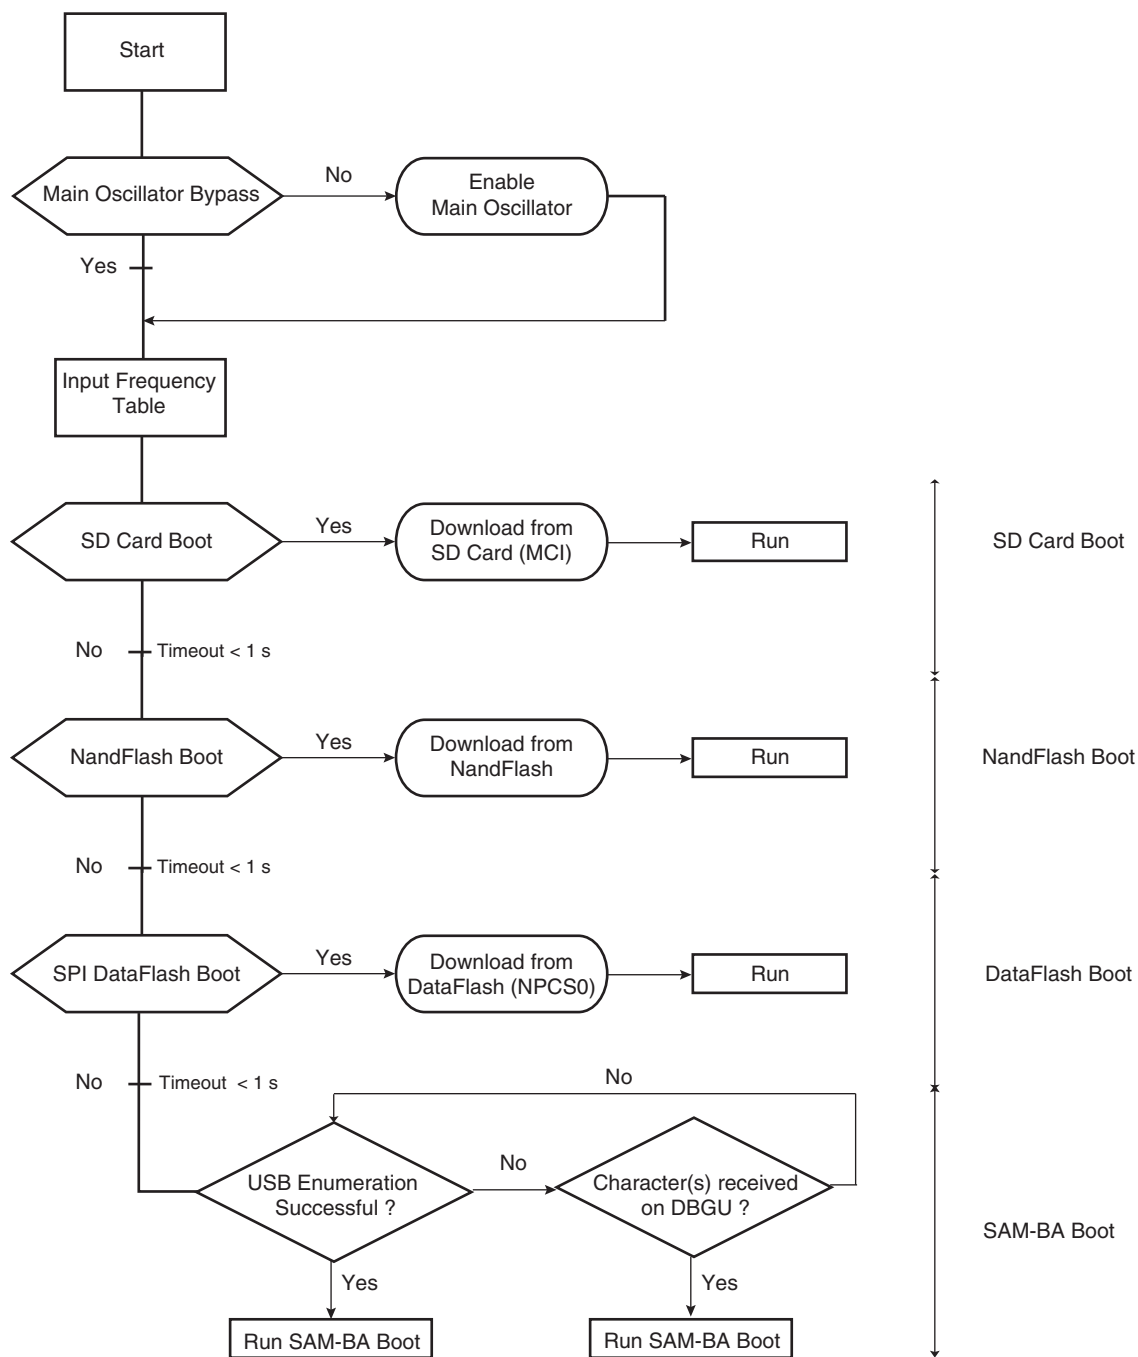 Start
Main Oscillator Bypass
No
Enable
Main Oscillator
Yes
Input Frequency
Table
SD Card Boot
Yes
Download from
SD Card (MCI)
Run
SD Card Boot
No
Timeout < 1 s
NandFlash Boot
Yes
Download from
NandFlash
Run
NandFlash Boot
No
Timeout < 1 s
SPI DataFlash Boot
Yes
Download from
DataFlash (NPCS0)
Run
DataFlash Boot
No
Timeout < 1 s
No
USB Enumeration
Successful ?
No
Character(s) received
on DBGU ?
SAM-BA Boot
Yes
Yes
Run SAM-BA Boot
Run SAM-BA Boot